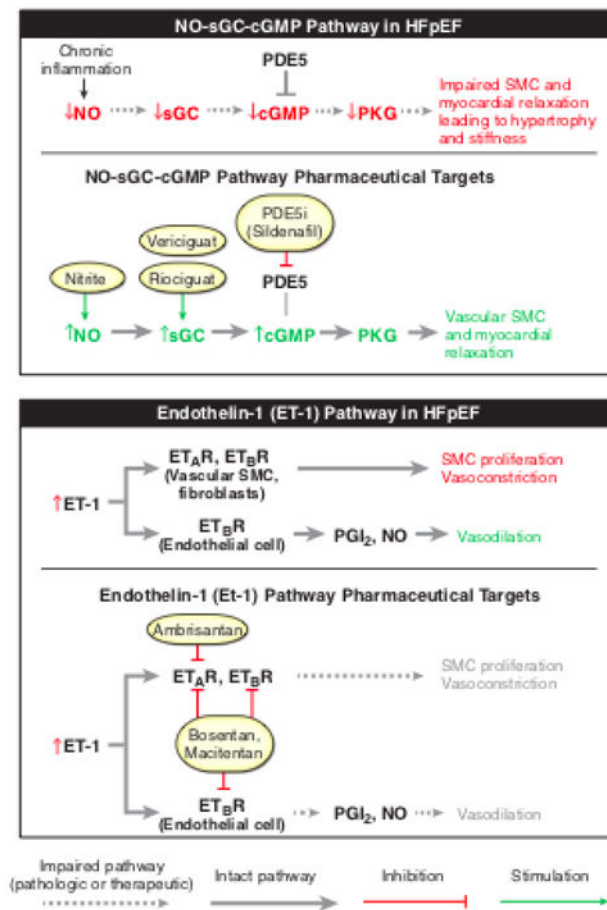 NO-sGC-cGMP Pathway in HFpEF
Chronic
inflammation
PDE5
↓NO
↓sGC
↓cGMP
↓PKG
Impaired SMC and
myocardial relaxation
leading to hypertrophy
and stiffness
NO-sGC-cGMP Pathway Pharmaceutical Targets
PDE5i
(Sildenafil)
Vericiguat
Nitrite
Riociguat
PDE5
↑NO
↑sGC
↑cGMP
PKG
Vascular SMC
and myocardial
relaxation
Endothelin-1 (ET-1) Pathway in HFpEF
ETAR, ETBR
(Vascular SMC,
fibroblasts)
SMC proliferation
Vasoconstriction
↑ET-1
ETBR
(Endothelial cell)
PGI2, NO
Vasodilation
Endothelin-1 (Et-1) Pathway Pharmaceutical Targets
Ambrisantan
ETAR, ETBR
SMC proliferation
Vasoconstriction
↑ET-1
Bosentan,
Macitentan
ETBR
(Endothelial cell)
PGI2, NO
Vasodilation
Impaired pathway
(pathologic or therapeutic)
Intact pathway
Inhibition
Stimulation